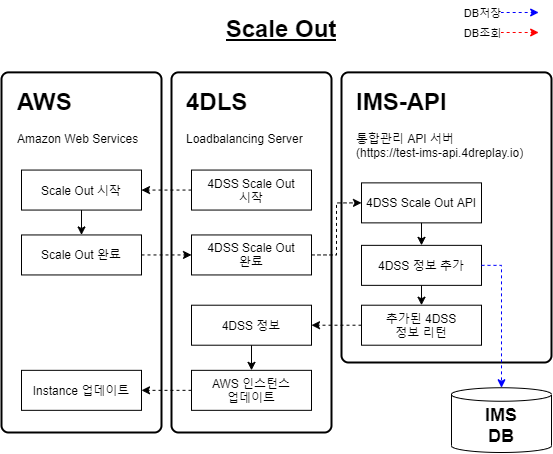 Scale Out
DB저장
DB조회
AWS
Amazon Web Services
Scale Out 시작
Scale Out 완료
Instance 업데이트
4DLS
Loadbalancing Server
4DSS Scale Out
시작
4DSS Scale Out
완료
4DSS 정보
AWS 인스턴스
업데이트
IMS-API
통합관리 API 서버
(https://test-ims-api.4dreplay.io)
4DSS Scale Out API
4DSS 정보 추가
추가된 4DSS
정보 리턴
IMS
DB